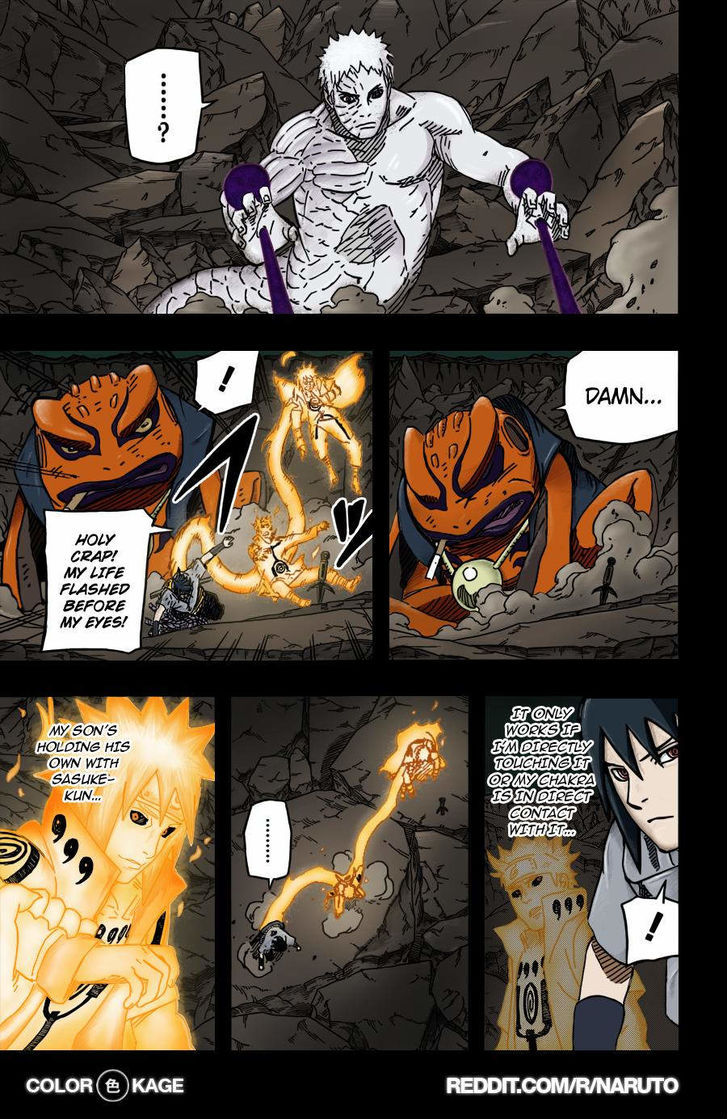 ......?
DAMN...
!
HOLY
CRAP!
MY LIFE
FLASHED
BEFORE
MY EYES!
IT ONLY
WORKS IF
I'M DIRECTLY
TOUCHING IT
OR MY CHAKRA
IS IN DIRECT
CONTACT
WITH IT...
!
......
MY SON'S
HOLDING HIS
OWN WITH
SASUKE-
KUN...
COLOR 色 KAGE
REDDIT.COM/R/NARUTO